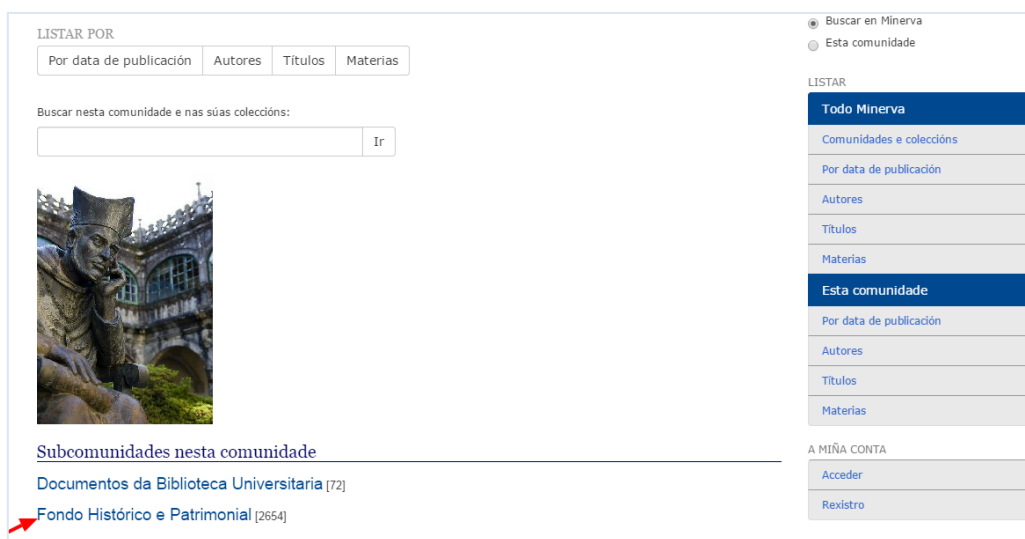 LISTAR POR
Por data de publicación Autores Títulos Materias
Buscar nesta comunidade e nas súas coleccións:
Ir
Subcomunidades nesta comunidade
Documentos da Biblioteca Universitaria [72]
Fondo Histórico e Patrimonial [2654]
Buscar en Minerva
Esta comunidade
LISTAR
Todo Minerva
Comunidades e coleccións
Por data de publicación
Autores
Títulos
Materias
Esta comunidade
Por data de publicación
Autores
Títulos
Materias
A MIÑA CONTA
Acceder
Rexistro